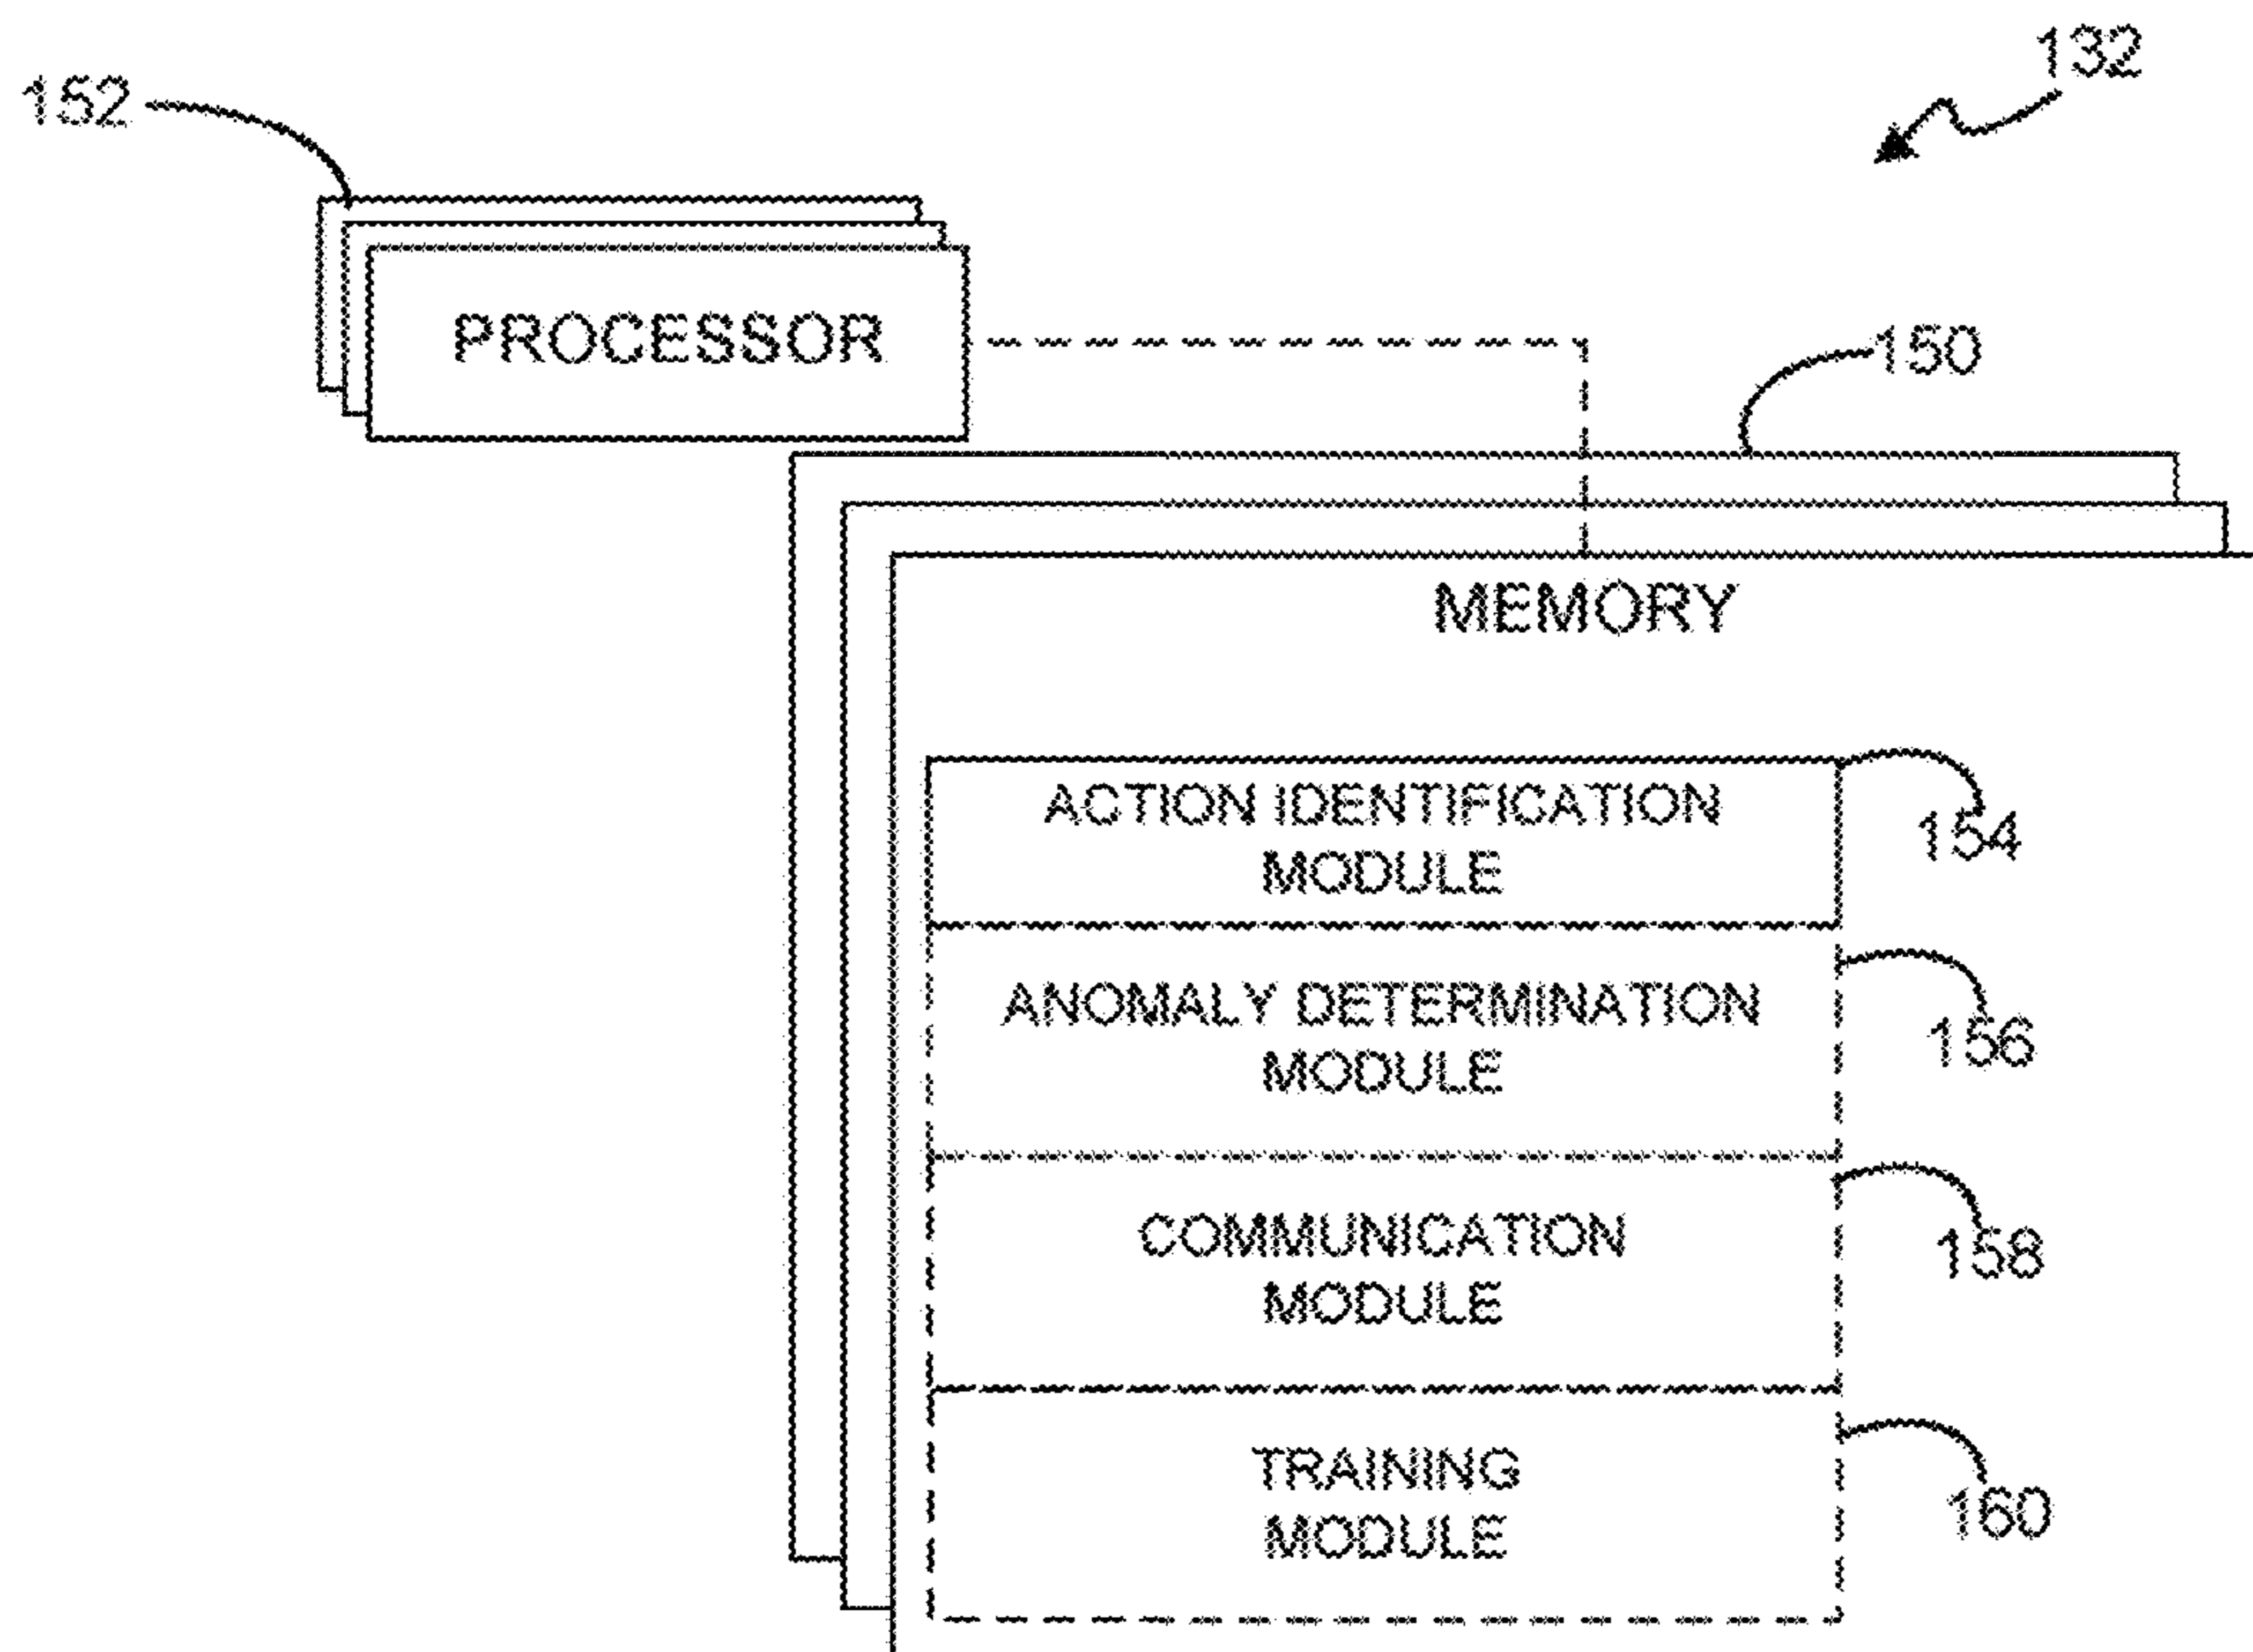 132
152
PROCESSOR
150
MEMORY
ACTION IDENTIFICATION
MODULE
154
ANOMALY DETERMINATION
MODULE
156
COMMUNICATION
MODULE
158
TRAINING
MODULE
160